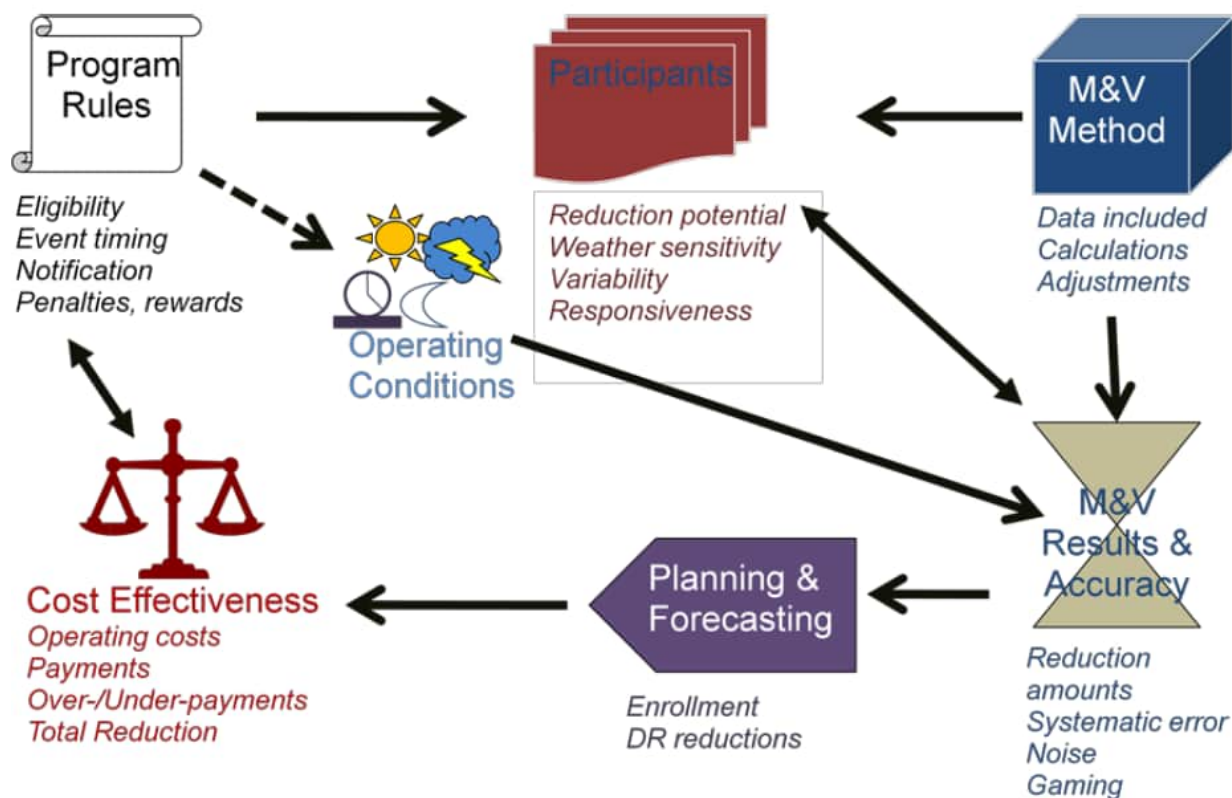 Program
Rules
Participants
M&V
Method
Eligibility
Event timing
Notification
Penalties, rewards
Reduction potential
Weather sensitivity
Variability
Responsiveness
Data included
Calculations
Adjustments
Operating
Conditions
M&V
Results &
Accuracy
Planning &
Forecasting
Cost Effectiveness
Operating costs
Payments
Over-/Under-payments
Total Reduction
Enrollment
DR reductions
Reduction
amounts
Systematic error
Noise
Gaming